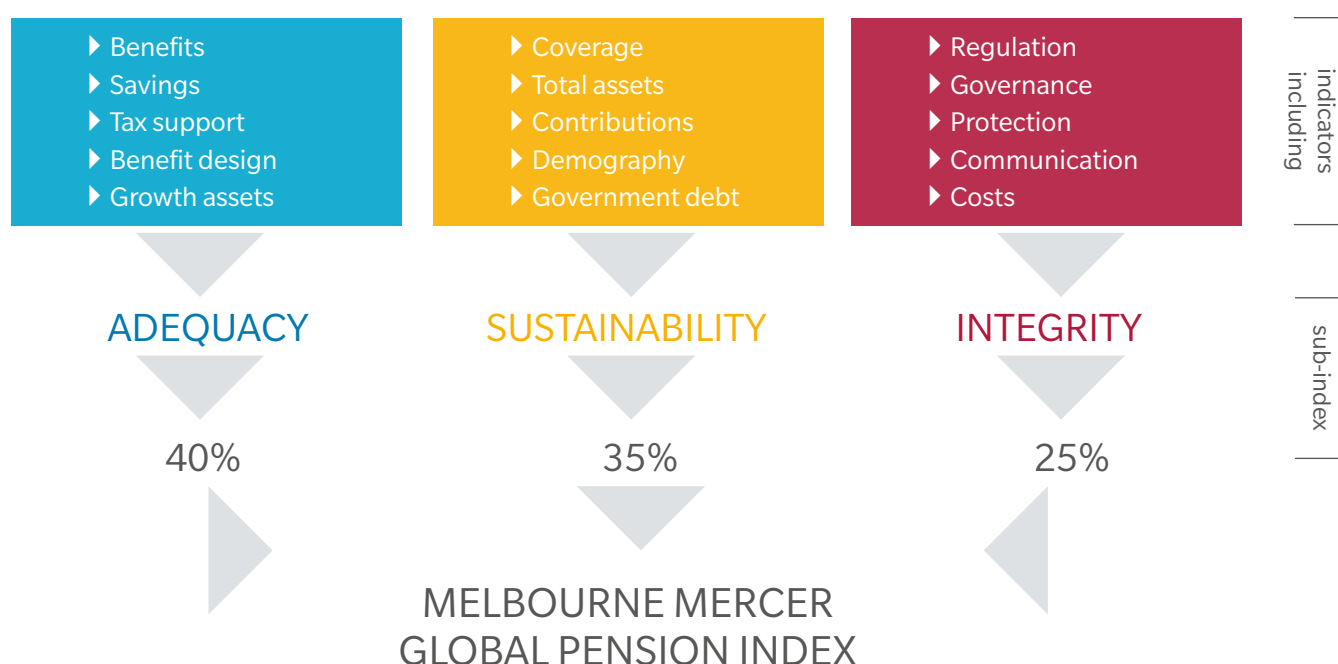 Benefits
Savings
Tax support
Benefit design
Growth assets
Coverage
Total assets
Contributions
Demography
Government debt
Regulation
Governance
Protection
Communication
Costs
indicators
including
ADEQUACY
SUSTAINABILITY
INTEGRITY
sub-index
40%
35%
25%
MELBOURNE MERCER
GLOBAL PENSION INDEX